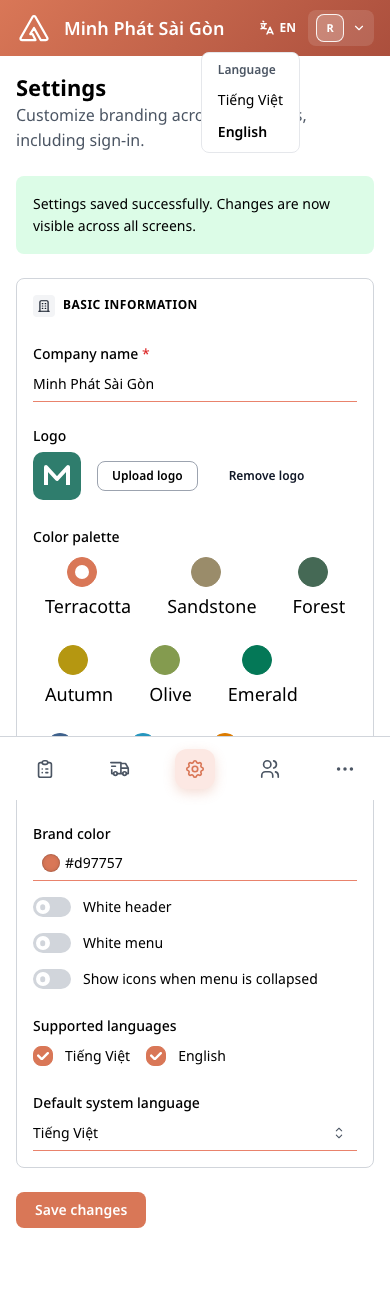 Minh Phát Sài Gòn
EN
R
Language
Tiếng Việt
English
Settings
Customize branding acro
s,
including sign-in.
Settings saved successfully. Changes are now
visible across all screens.
BASIC INFORMATION
Company name *
Minh Phát Sài Gòn
Logo
Upload logo
Remove logo
Color palette
Terracotta
Sandstone
Forest
Autumn
Olive
Emerald
Brand color
#d97757
White header
White menu
Show icons when menu is collapsed
Supported languages
Tiếng Việt
English
Default system language
Tiếng Việt
Save changes